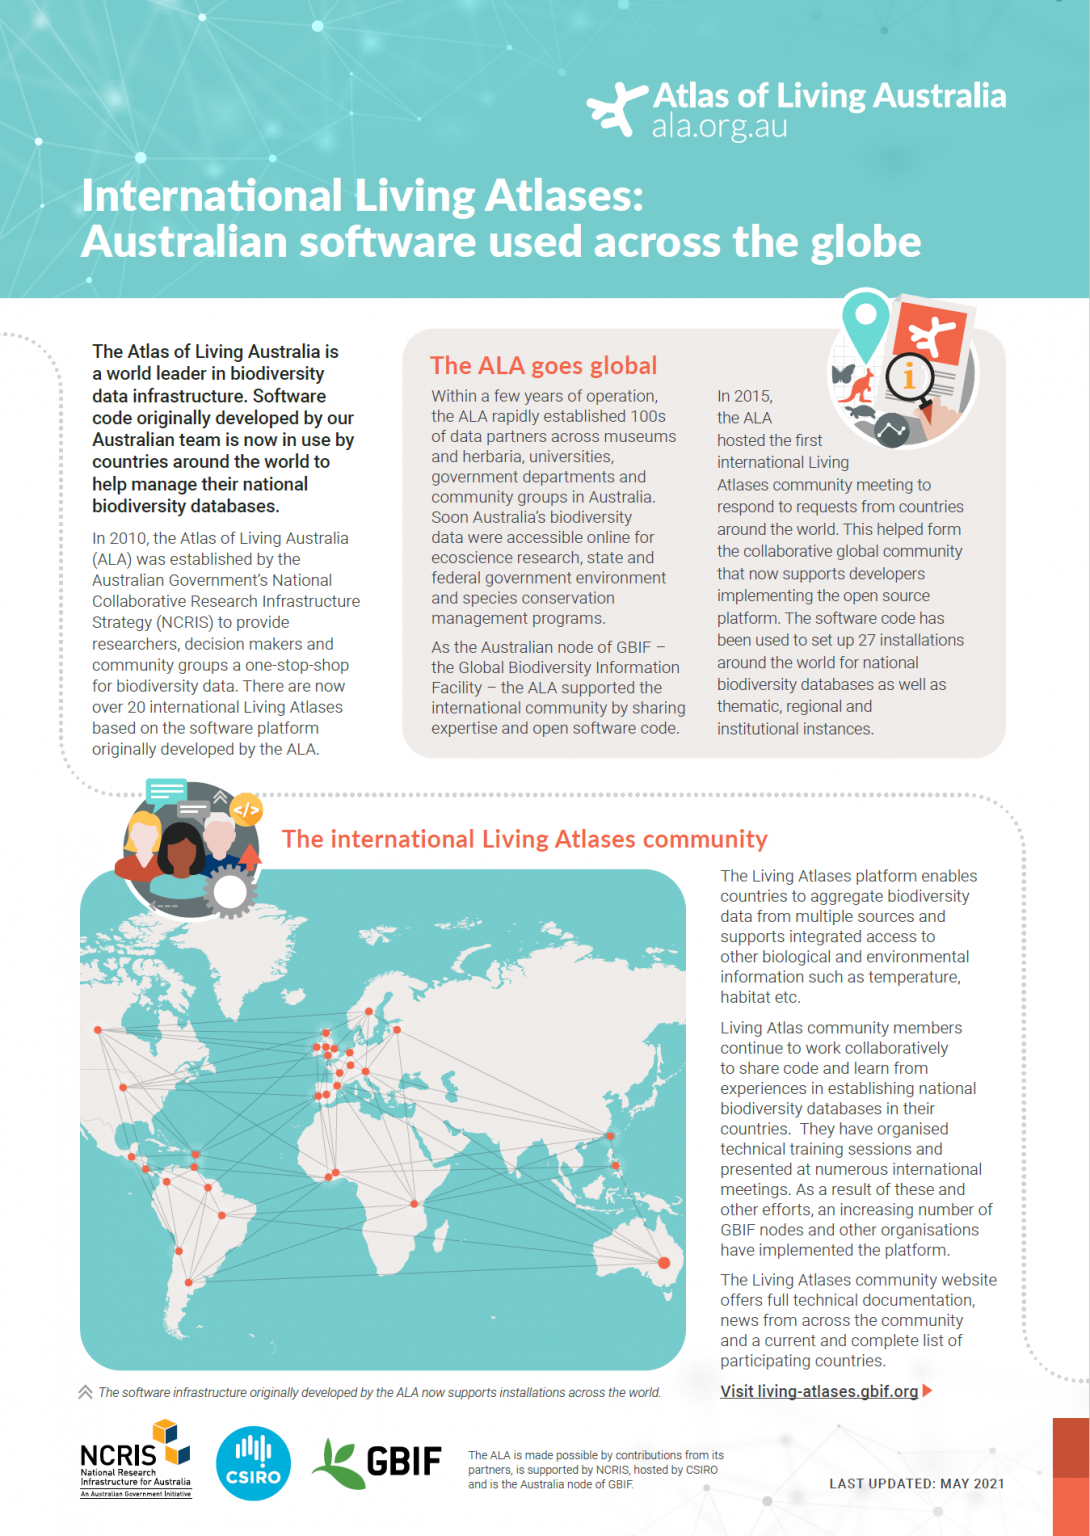 Atlas of Living Australia
ala.org.au
International Living Atlases:
Australian software used across the globe
The Atlas of Living Australia is
a world leader in biodiversity
data infrastructure. Software
code originally developed by our
Australian team is now in use by
countries around the world to
help manage their national
biodiversity databases.
In 2010, the Atlas of Living Australia
(ALA) was established by the
Australian Government's National
Collaborative Research Infrastructure
Strategy (NCRIS) to provide
researchers, decision makers and
community groups a one-stop-shop
for biodiversity data. There are now
over 20 international Living Atlases
based on the software platform
originally developed by the ALA.
The ALA goes global
Within a few years of operation,
the ALA rapidly established 100s
of data partners across museums
and herbaria, universities,
government departments and
community groups in Australia.
Soon Australia's biodiversity
data were accessible online for
ecoscience research, state and
federal government environment
and species conservation
management programs.
As the Australian node of GBIF –
the Global Biodiversity Information
Facility – the ALA supported the
international community by sharing
expertise and open software code.
In 2015,
the ALA
hosted the first
international Living
Atlases community meeting to
respond to requests from countries
around the world. This helped form
the collaborative global community
that now supports developers
implementing the open source
platform. The software code has
been used to set up 27 installations
around the world for national
biodiversity databases as well as
thematic, regional and
institutional instances.
i
</>
The international Living Atlases community
The Living Atlases platform enables
countries to aggregate biodiversity
data from multiple sources and
supports integrated access to
other biological and environmental
information such as temperature,
habitat etc.
Living Atlas community members
continue to work collaboratively
to share code and learn from
experiences in establishing national
biodiversity databases in their
countries. They have organised
technical training sessions and
presented at numerous international
meetings. As a result of these and
other efforts, an increasing number of
GBIF nodes and other organisations
have implemented the platform.
The Living Atlases community website
offers full technical documentation,
news from across the community
and a current and complete list of
participating countries.
Visit living-atlases.gbif.org
The software infrastructure originally developed by the ALA now supports installations across the world.
NCRIS
National Research
Infrastructure for Australia
An Australian Government Initiative
CSIRO
GBIF
The ALA is made possible by contributions from its
partners, is supported by NCRIS, hosted by CSIRO
and is the Australia node of GBIF.
LAST UPDATED: MAY 2021